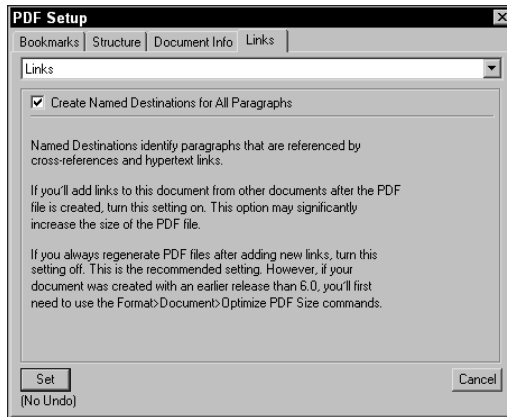 PDF Setup
Bookmarks Structure Document Info Links
Links
Create Named Destinations for All Paragraphs
Named Destinations identify paragraphs that are referenced by
cross-references and hypertext links.
If you'll add links to this document from other documents after the PDF
file is created, turn this setting on. This option may significantly
increase the size of the PDF file.
If you always regenerate PDF files after adding new links, turn this
setting off. This is the recommended setting. However, if your
document was created with an earlier release than 6.0, you'll first
need to use the Format>Document>Optimize PDF Size commands.
Set Cancel
(No Undo)